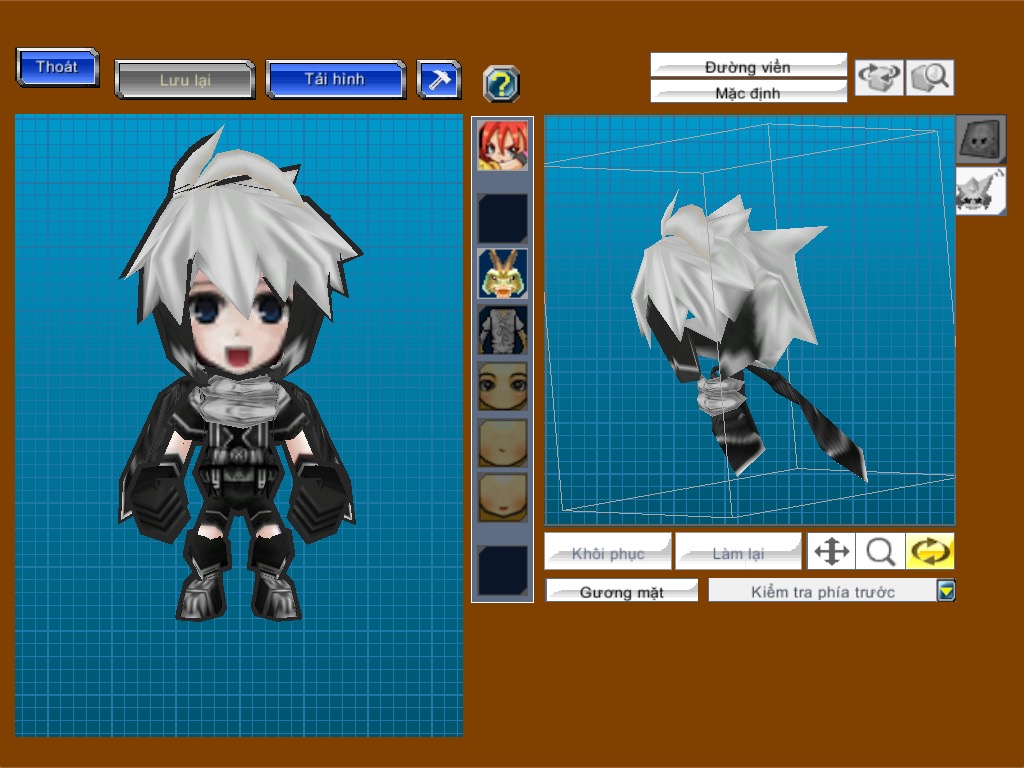 Thoát
Lưu lại
Tải hình
?
Đường viền
Mặc định
Khôi phục
Làm lại
Gương mặt
Kiểm tra phía trước